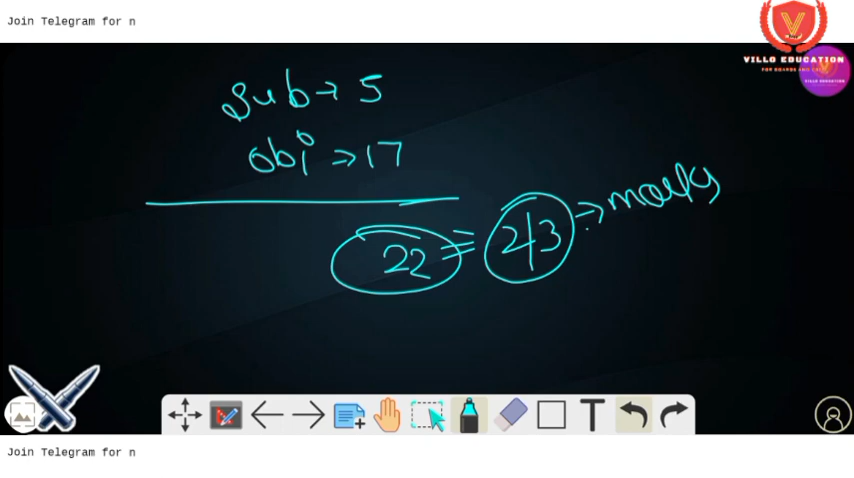 Join Telegram for n
VILLO EDUCATION
Sub → 5
obj → 17
22 = 2/3 → marks
T
Join Telegram for n